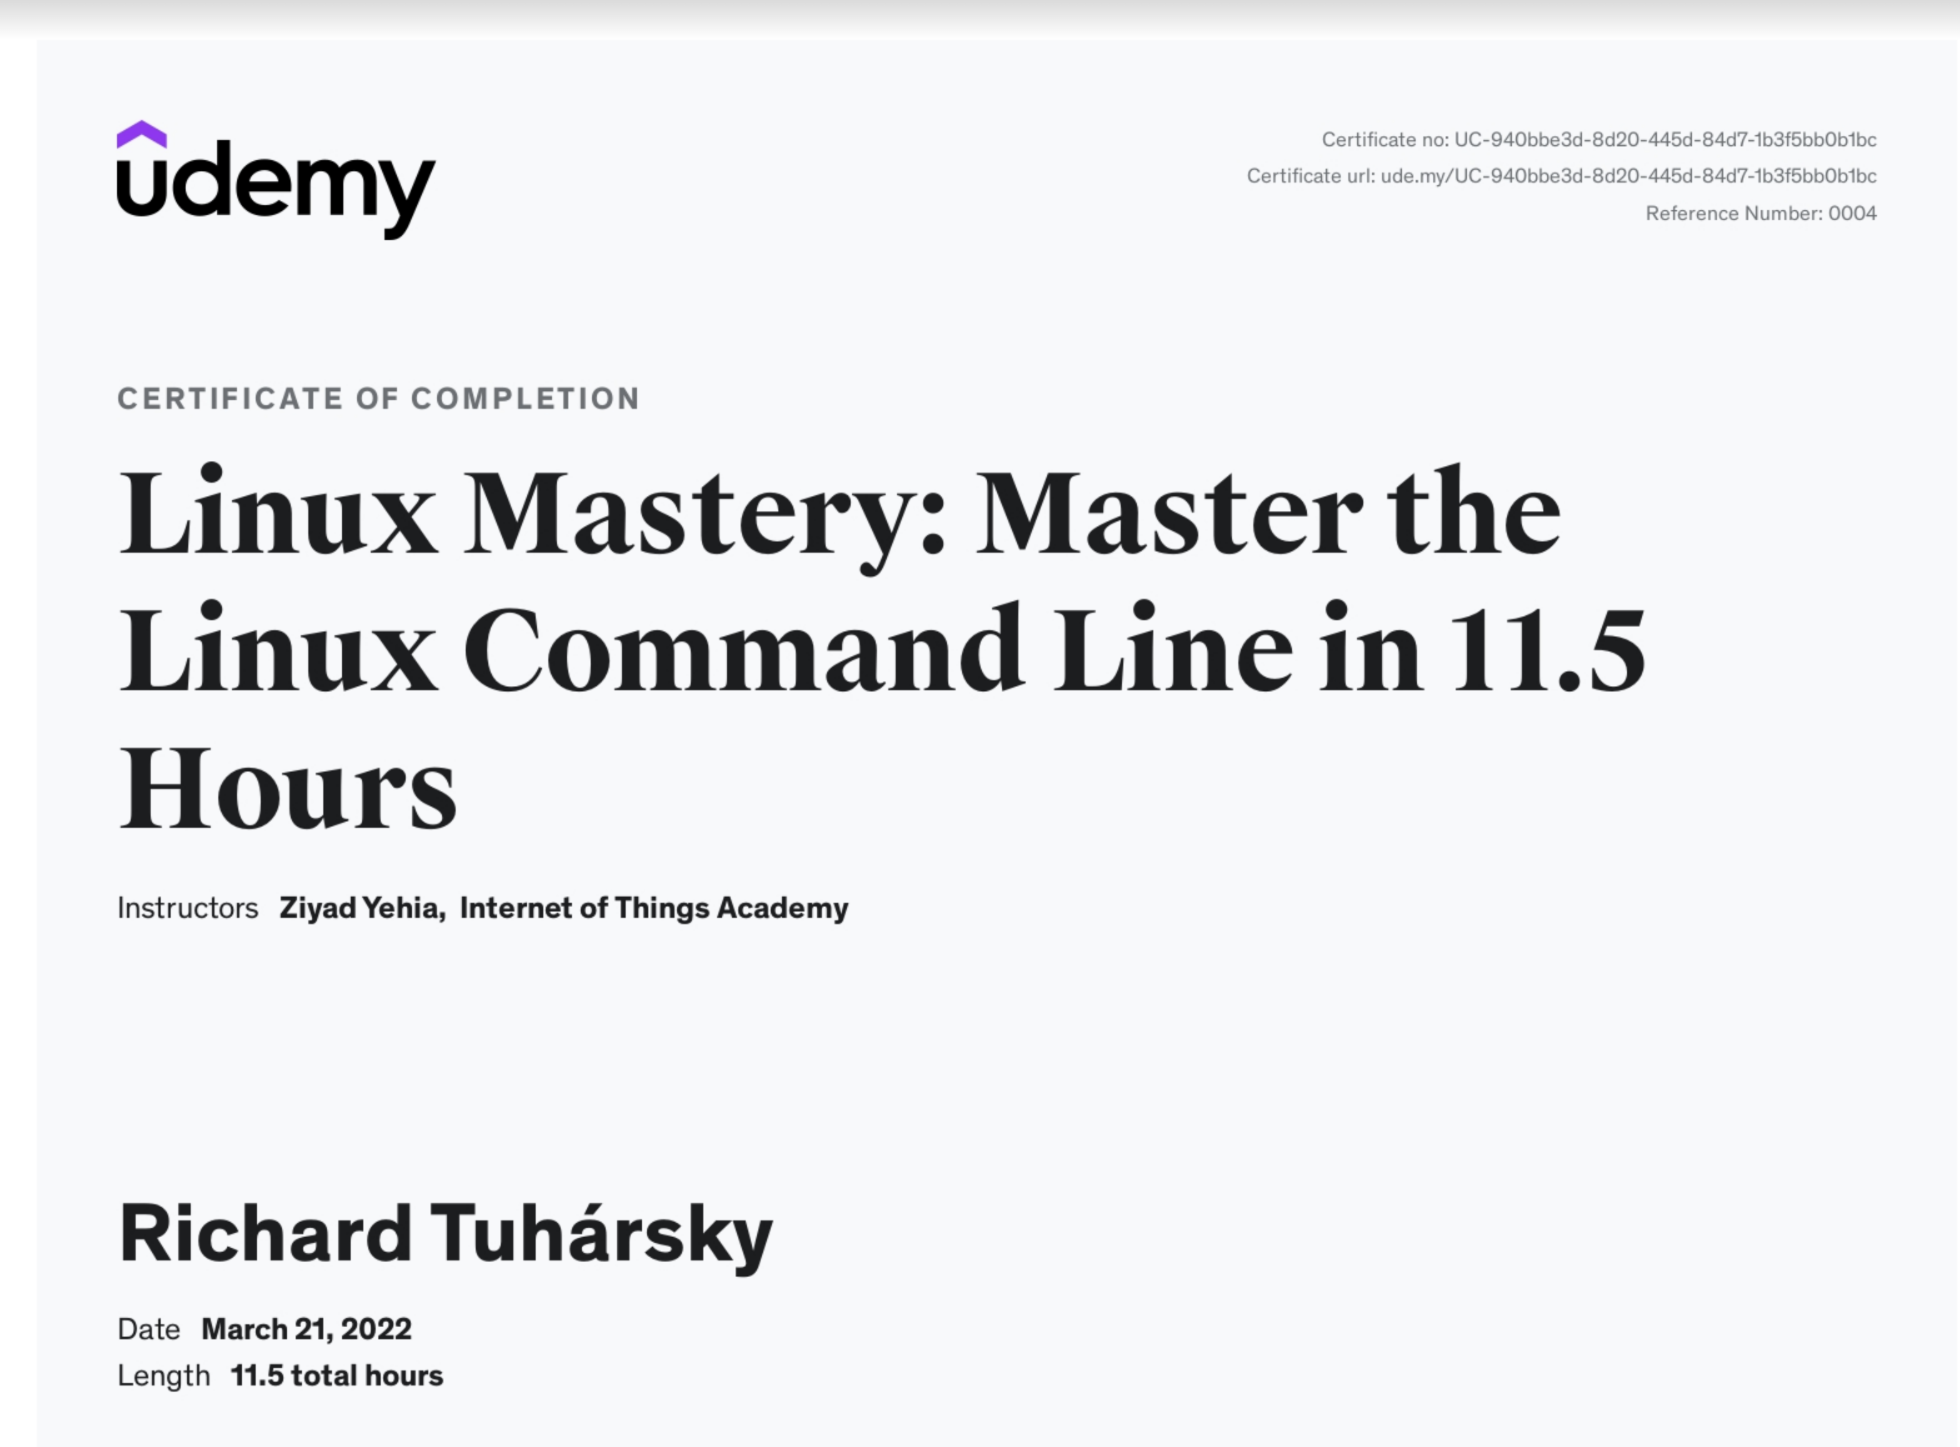 udemy
Certificate no: UC-940bbe3d-8d20-445d-84d7-1b3f5bb0b1bc
Certificate url: ude.my/UC-940bbe3d-8d20-445d-84d7-1b3f5bb0b1bc
Reference Number: 0004
CERTIFICATE OF COMPLETION
Linux Mastery: Master the
Linux Command Line in 11.5
Hours
Instructors Ziyad Yehia, Internet of Things Academy
Richard Tuhársky
Date March 21, 2022
Length 11.5 total hours